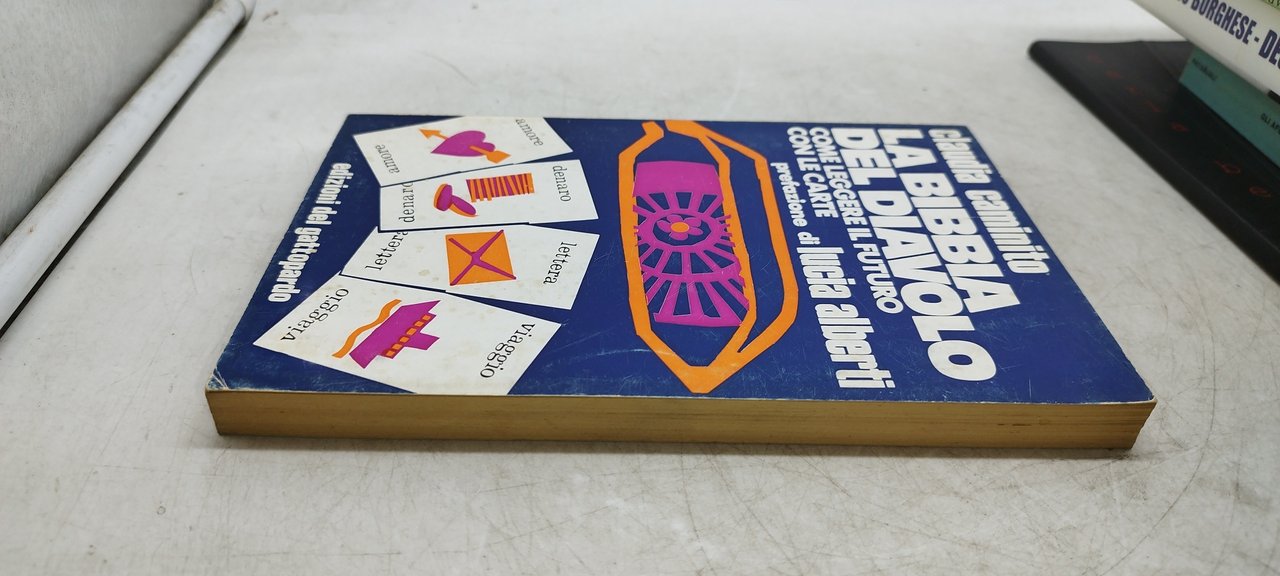 claudia caminito
LA BIBBIA
DEL DIAVOLO
COME LEGGERE IL FUTURO
CON LE CARTE
prefazione di lucia alberti
amore
amore
denaro
denaro
lettera
lettera
viaggio
viaggio
edizioni del gattopardo
BORGHESE - DE